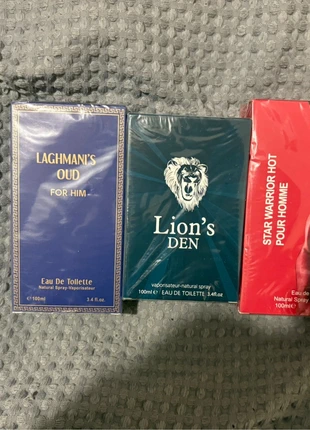 LAGHMANI'S
OUD
FOR HIM
Eau De Toilette
Natural Spray-Vaporisateur
℮100ml 3.4 fl.oz.
Lion's
DEN
vaporisateur-natural spray
100ml℮ EAU DE TOILETTE 3.4fl.oz
STAR WARRIOR HOT
POUR HOMME
Eau de
Natural Spray
100ml℮